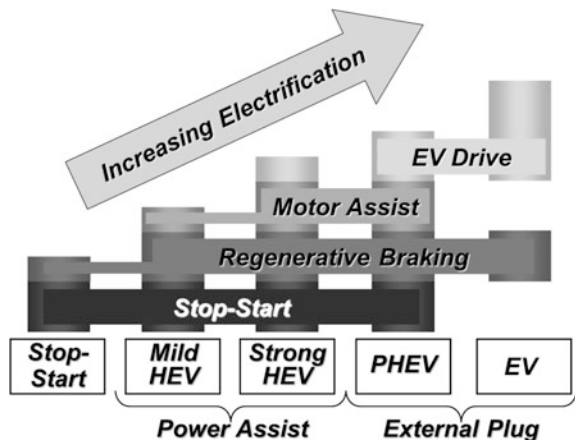 Increasing Electrification
EV Drive
Motor Assist
Regenerative Braking
Stop-Start
Stop-
Start
Mild
HEV
Strong
HEV
PHEV
EV
Power Assist
External Plug